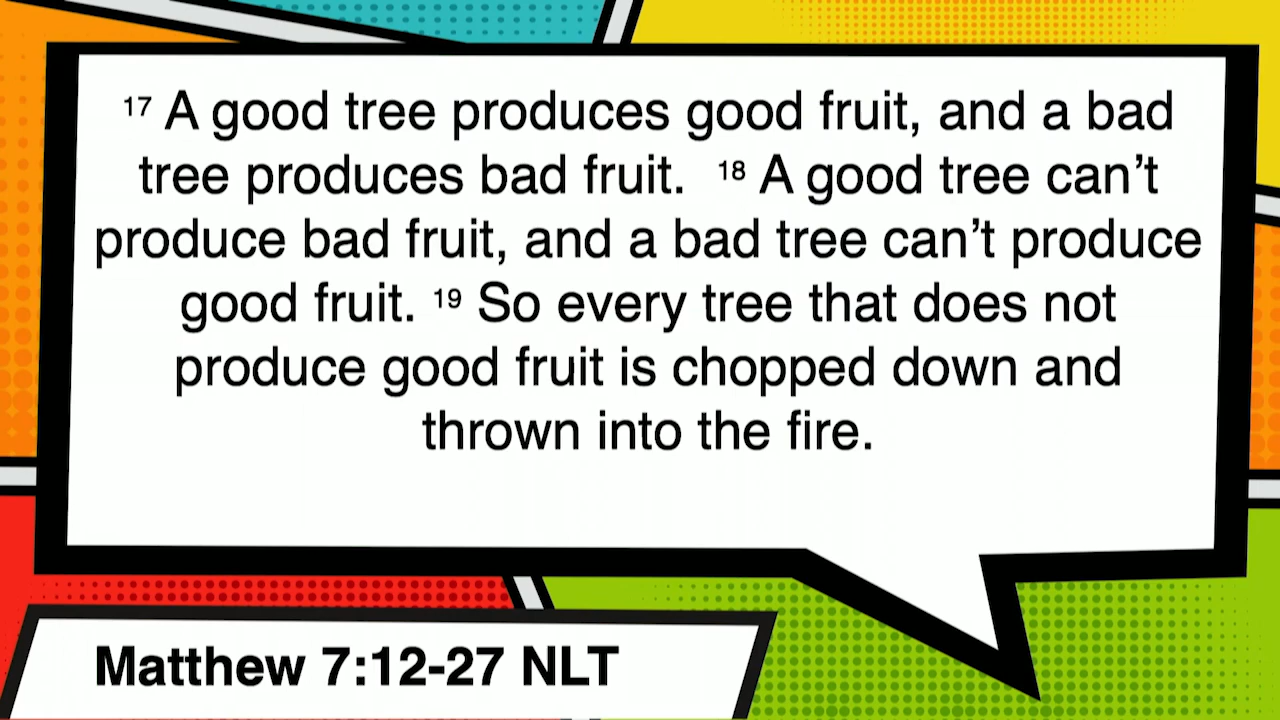 17 A good tree produces good fruit, and a bad
tree produces bad fruit. 18 A good tree can’t
produce bad fruit, and a bad tree can’t produce
good fruit. 19 So every tree that does not
produce good fruit is chopped down and
thrown into the fire.
Matthew 7:12-27 NLT